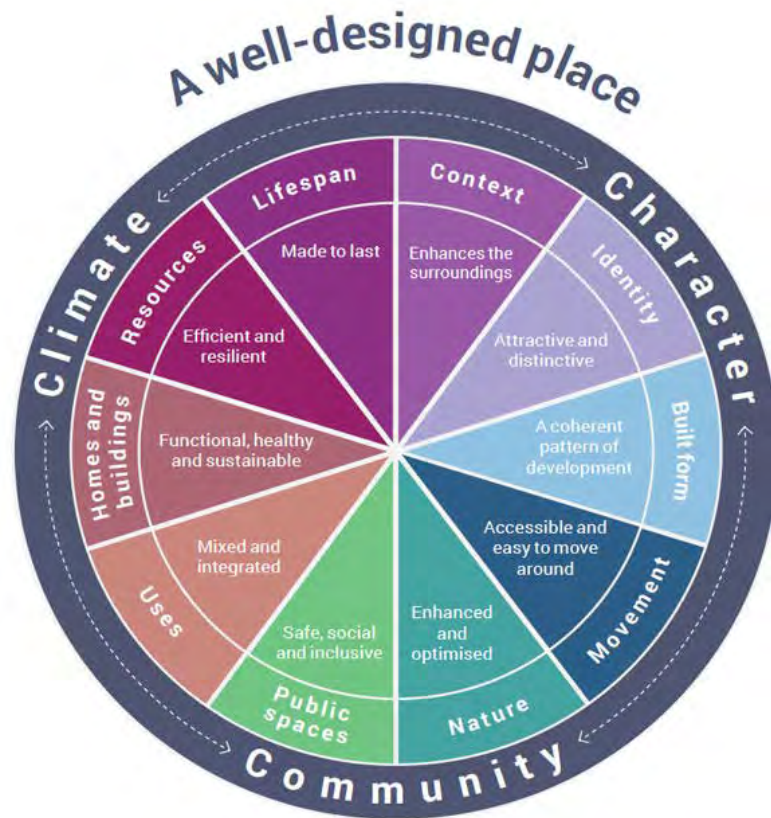 A well-designed place
Climate
Character
Community
Context
Enhances the
surroundings
Identity
Attractive and
distinctive
Built form
A coherent
pattern of
development
Movement
Accessible and
easy to move
around
Nature
Enhanced
and
optimised
Public
spaces
Safe, social
and inclusive
Uses
Mixed and
integrated
Homes and
buildings
Functional, healthy
and sustainable
Resources
Efficient and
resilient
Lifespan
Made to last